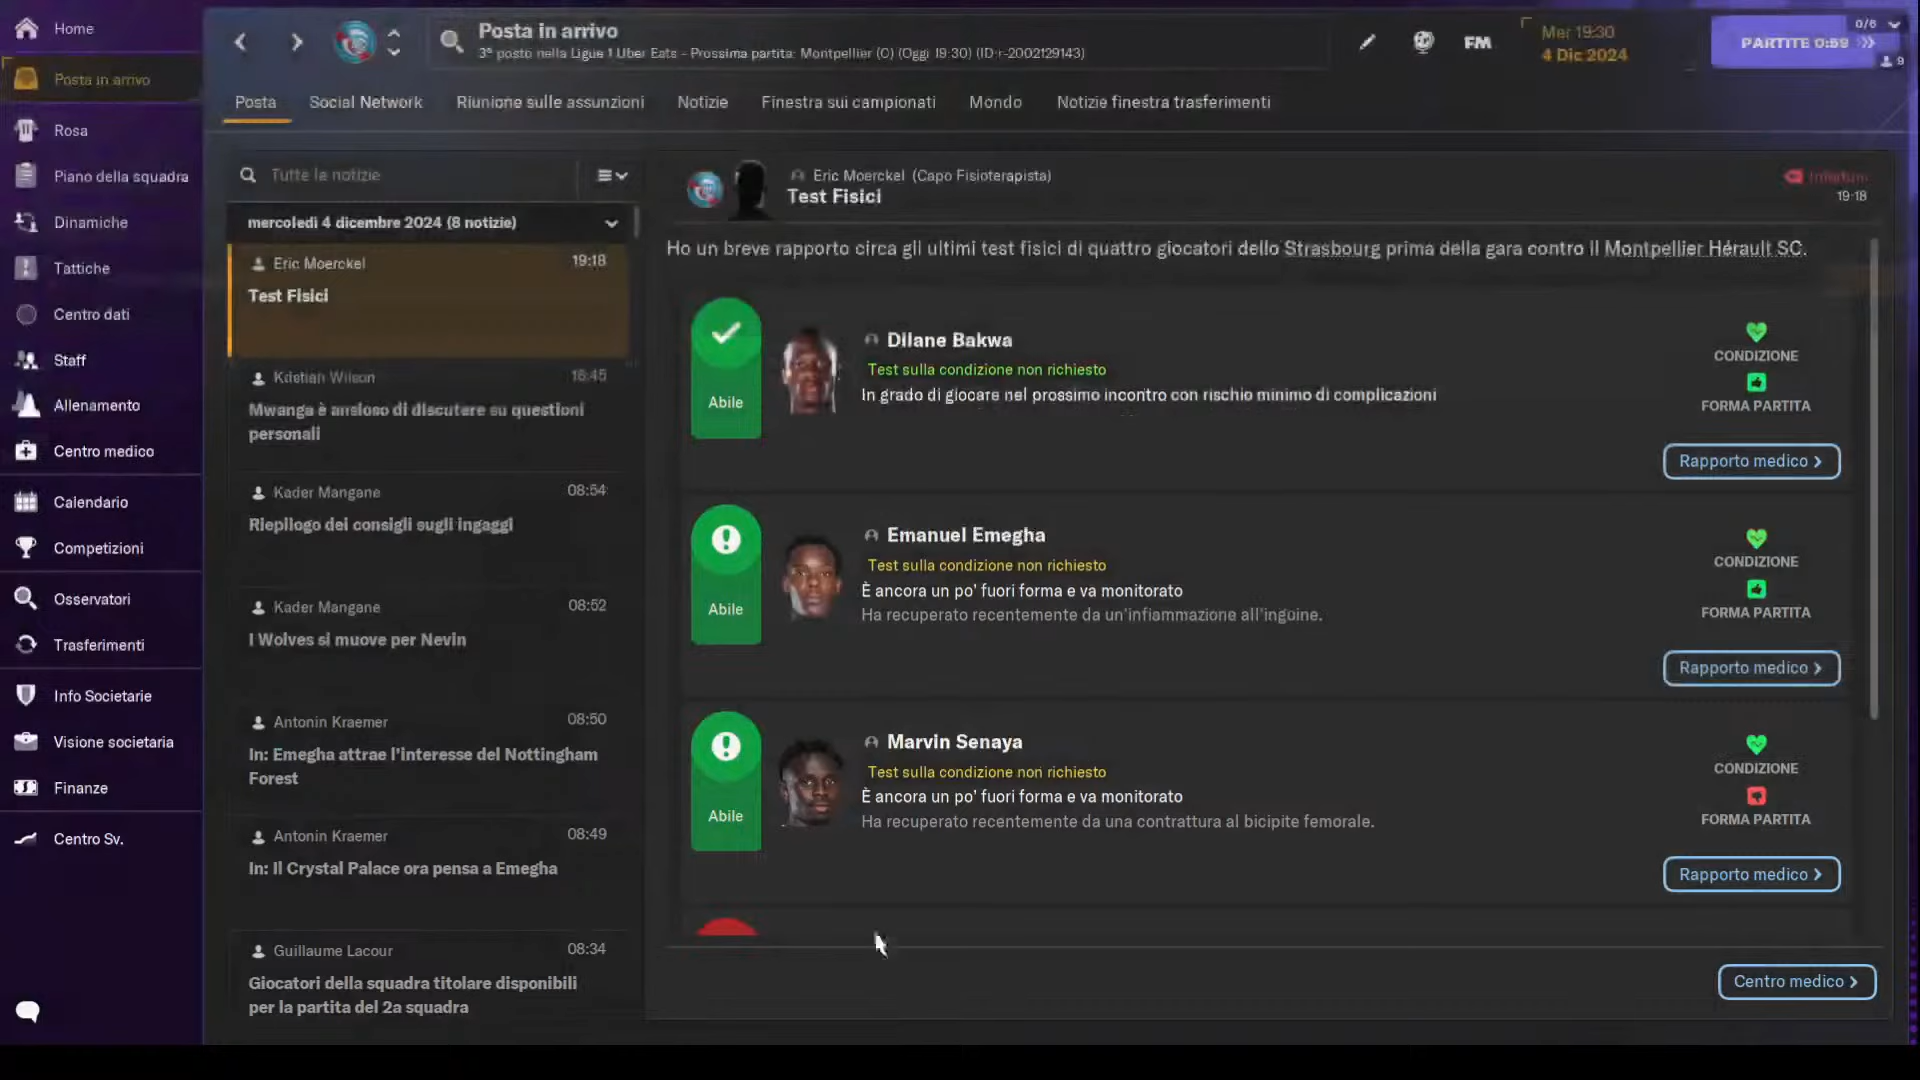 Home
Posta in arrivo
Rosa
Piano della squadra
Dinamiche
Tattiche
Centro dati
Staff
Allenamento
Centro medico
Calendario
Competizioni
Osservatori
Trasferimenti
Info Societarie
Visione societaria
Finanze
Centro Sv.
Posta in arrivo
3° posto nella Ligue 1 Uber Eats - Prossima partita: Montpellier (C) (Oggi 19:30) (ID:r-2002129143)
FM
Mer 19:30
4 Dic 2024
PARTITE 0:59
0/6
9
Posta
Social Network
Riunione sulle assunzioni
Notizie
Finestra sui campionati
Mondo
Notizie finestra trasferimenti
Tutte le notizie
mercoledì 4 dicembre 2024 (8 notizie)
Eric Moerckel 19:18
Test Fisici
Kristian Wilson 18:45
Mwanga è ansioso di discutere su questioni
personali
Kader Mangane 08:54
Riepilogo dei consigli sugli ingaggi
Kader Mangane 08:52
I Wolves si muove per Nevin
Antonin Kraemer 08:50
In: Emegha attrae l'interesse del Nottingham
Forest
Antonin Kraemer 08:49
In: Il Crystal Palace ora pensa a Emegha
Guillaume Lacour 08:34
Giocatori della squadra titolare disponibili
per la partita del 2a squadra
Eric Moerckel (Capo Fisioterapista)
Test Fisici
Infortuni
19:18
Ho un breve rapporto circa gli ultimi test fisici di quattro giocatori dello Strasbourg prima della gara contro il Montpellier Hérault SC.
Abile
Dilane Bakwa
Test sulla condizione non richiesto
In grado di giocare nel prossimo incontro con rischio minimo di complicazioni
CONDIZIONE
FORMA PARTITA
Rapporto medico
Abile
Emanuel Emegha
Test sulla condizione non richiesto
È ancora un po' fuori forma e va monitorato
Ha recuperato recentemente da un'infiammazione all'inguine.
CONDIZIONE
FORMA PARTITA
Rapporto medico
Abile
Marvin Senaya
Test sulla condizione non richiesto
È ancora un po' fuori forma e va monitorato
Ha recuperato recentemente da una contrattura al bicipite femorale.
CONDIZIONE
FORMA PARTITA
Rapporto medico
Centro medico